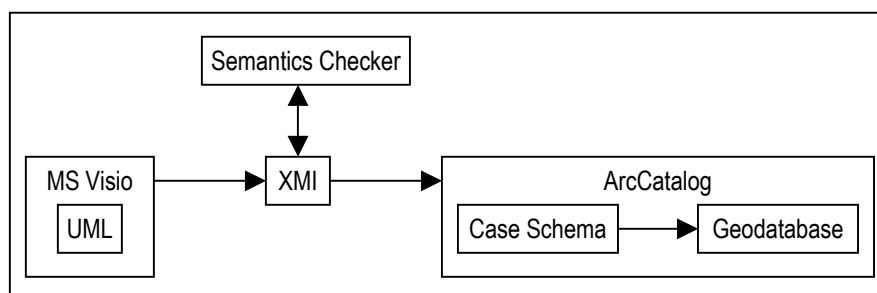 Semantics Checker
MS Visio
XMI
ArcCatalog
UML
Case Schema
Geodatabase